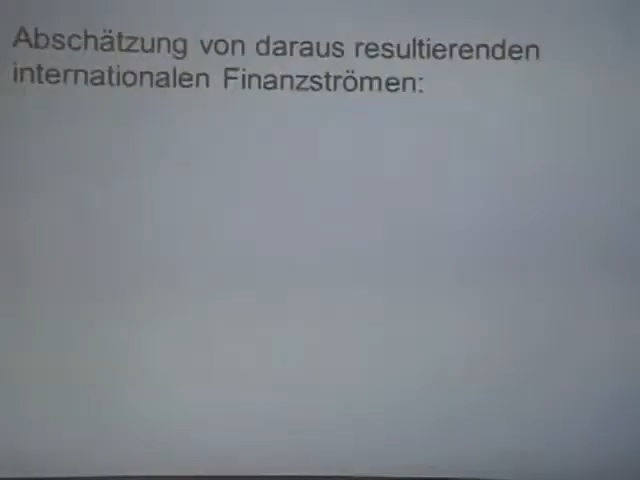 Abschätzung von daraus resultierenden
internationalen Finanzströmen: